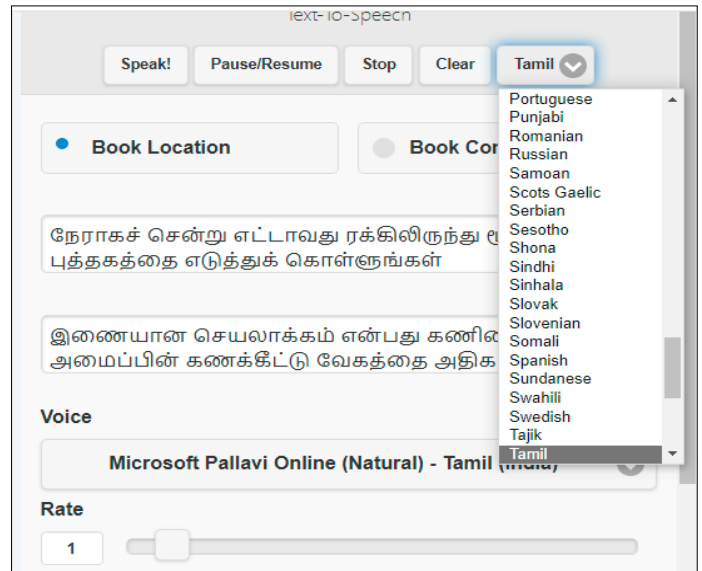 Text-To-Speech
Speak! Pause/Resume Stop Clear Tamil
Portuguese
Punjabi
Romanian
Russian
Samoan
Scots Gaelic
Serbian
Sesotho
Shona
Sindhi
Sinhala
Slovak
Slovenian
Somali
Spanish
Sundanese
Swahili
Swedish
Tajik
Tamil
Book Location Book
நேராகச் சென்று எட்டாவது ரக்கிலிருந்து
புத்தகத்தை எடுத்துக் கொள்ளுங்கள்
இணையான செயலாக்கம் என்பது
அமைப்பின் கணக்கீட்டு வேகத்தை
Voice
Microsoft Pallavi Online (Natural) - Tamil (India)
Rate
1